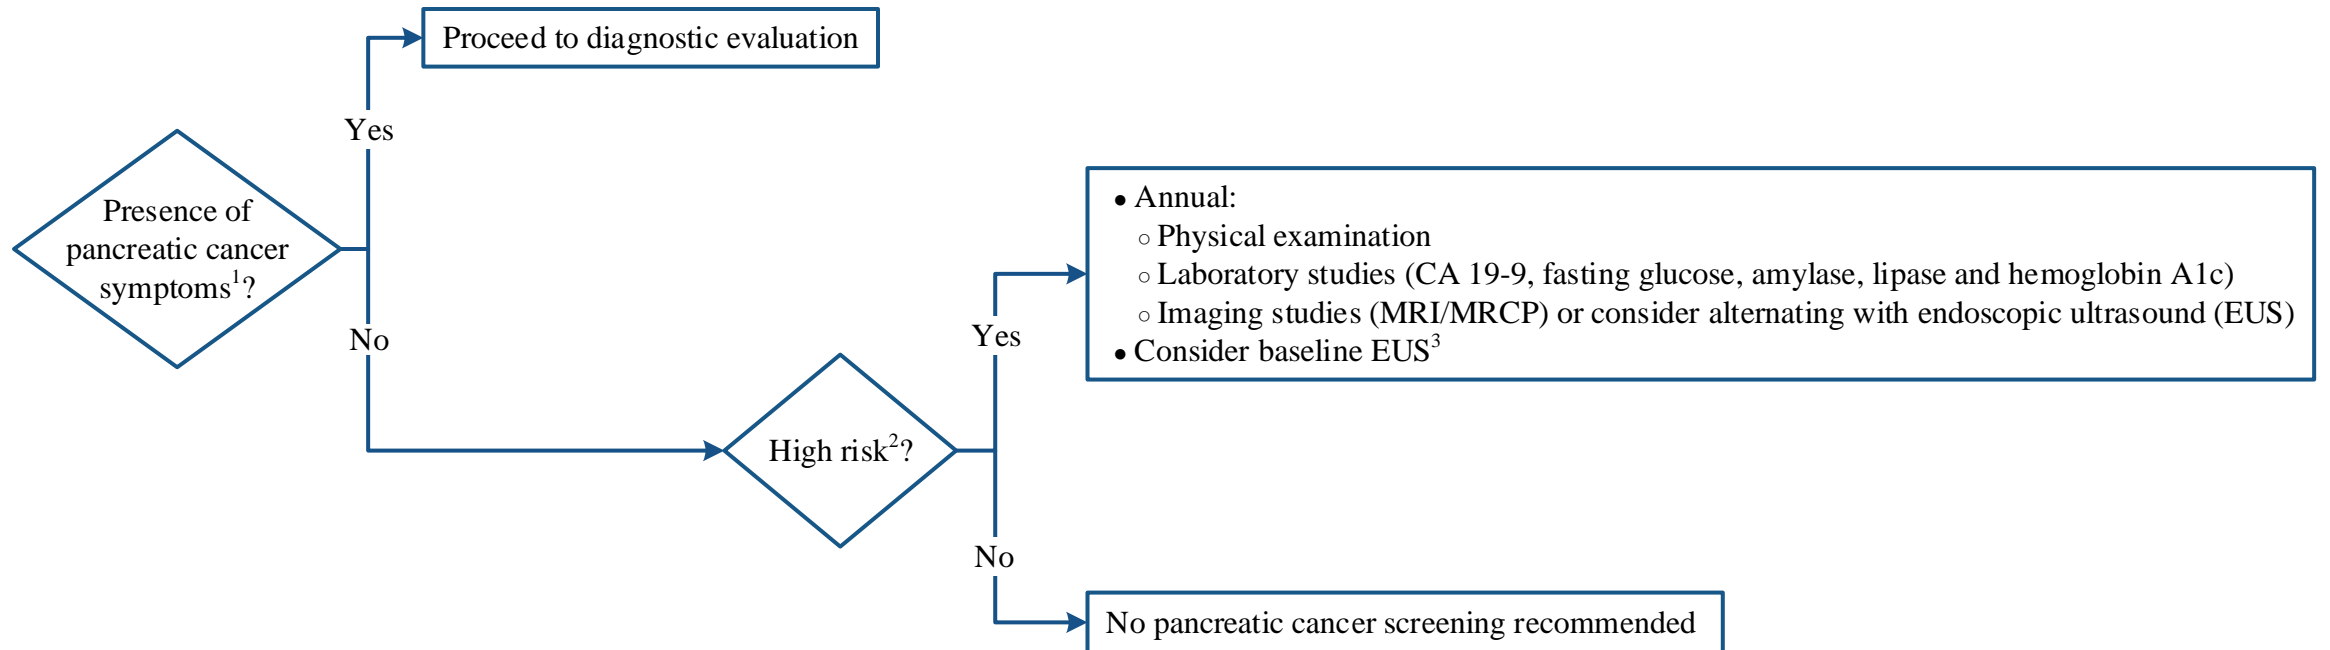 Proceed to diagnostic evaluation
Yes
Presence of
pancreatic cancer
symptoms¹?
No
High risk²?
Yes
• Annual:
○ Physical examination
○ Laboratory studies (CA 19-9, fasting glucose, amylase, lipase and hemoglobin A1c)
○ Imaging studies (MRI/MRCP) or consider alternating with endoscopic ultrasound (EUS)
• Consider baseline EUS³
No
No pancreatic cancer screening recommended